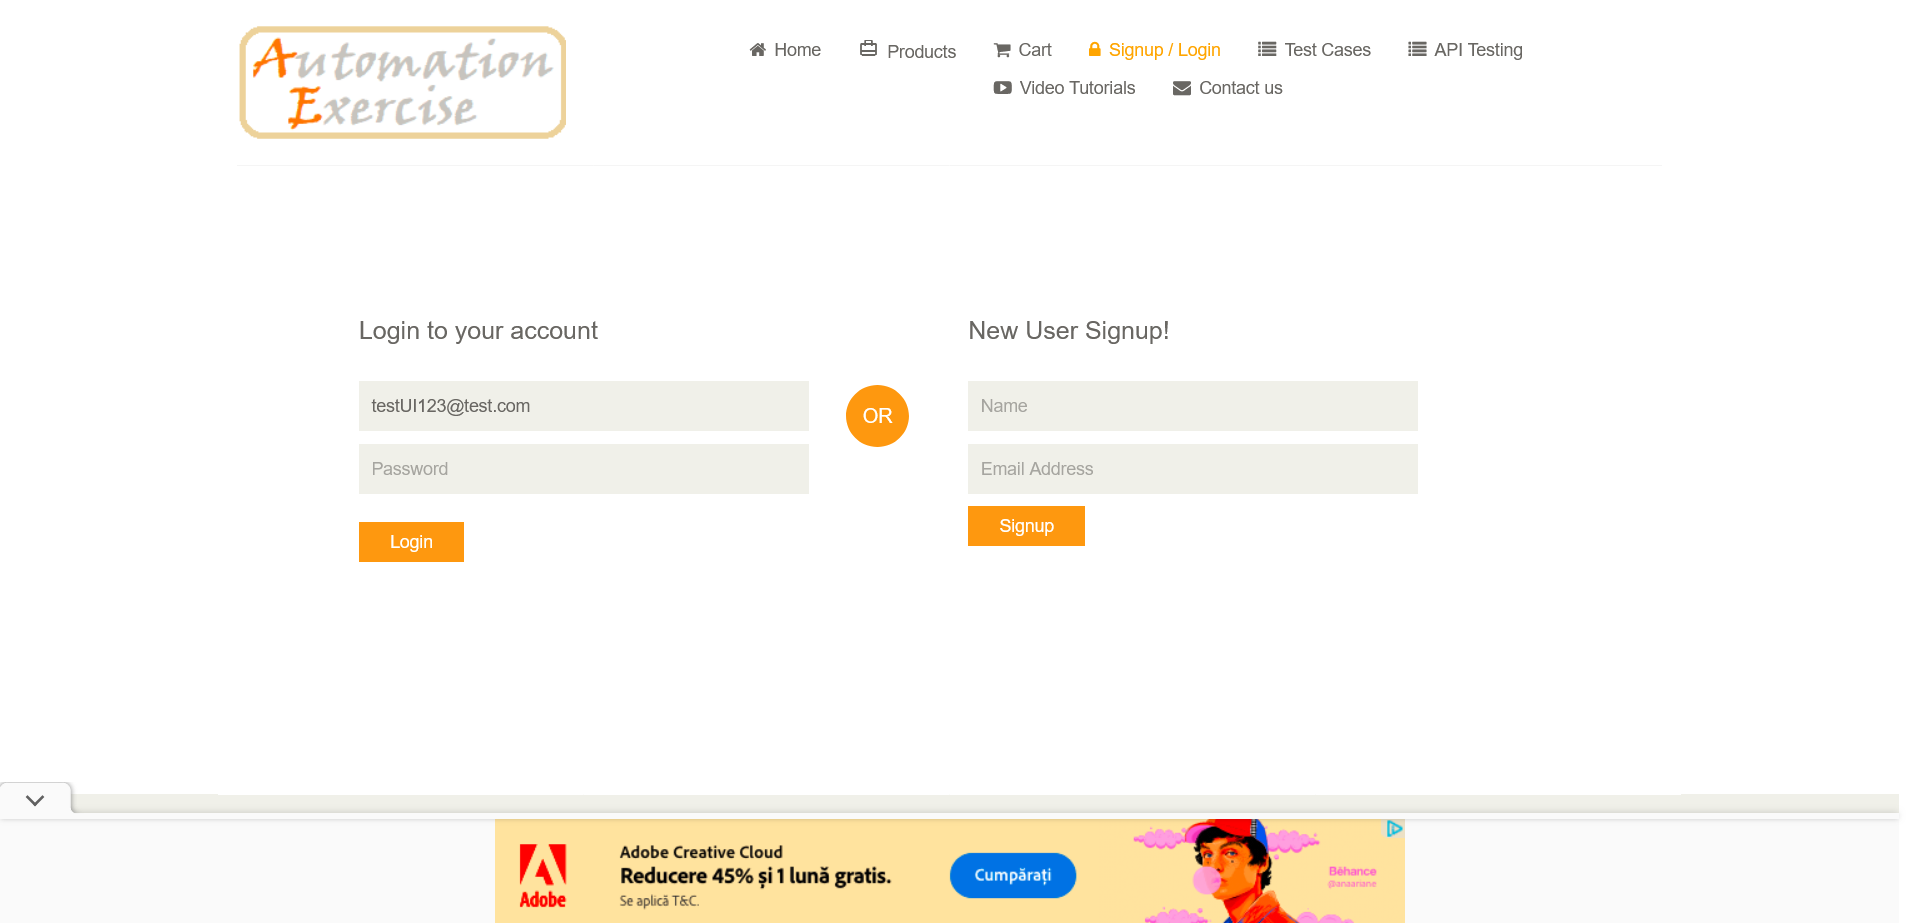 Automation
Exercise
Home
Products
Cart
Signup / Login
Test Cases
API Testing
Video Tutorials
Contact us
Login to your account
testUI123@test.com
Password
Login
OR
New User Signup!
Name
Email Address
Signup
Adobe
Adobe Creative Cloud
Reducere 45% și 1 lună gratis.
Se aplică T&C.
Cumpărați
Bēhance
@anaariane